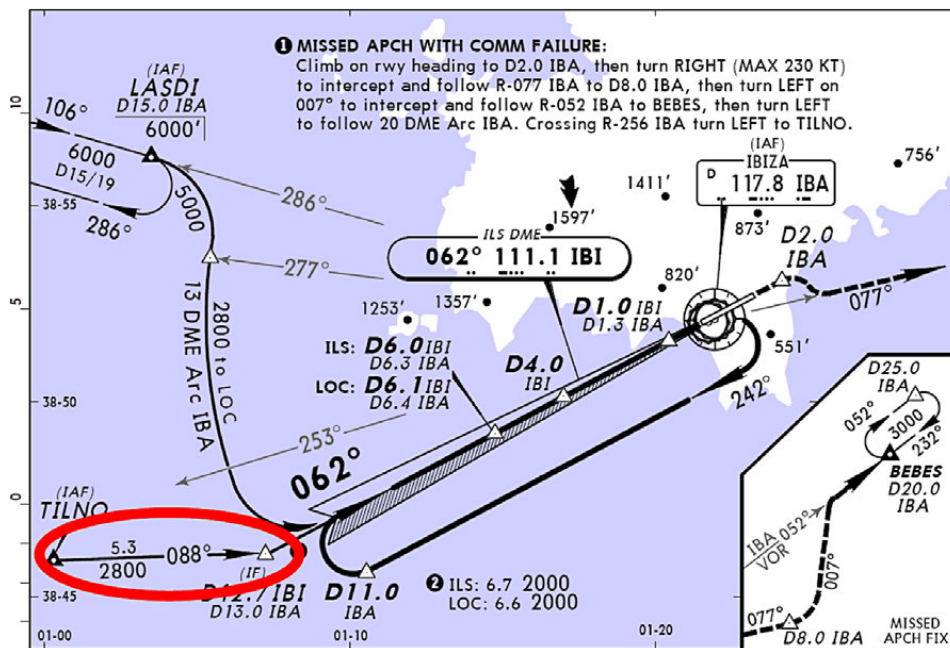 ❶ MISSED APCH WITH COMM FAILURE:
Climb on rwy heading to D2.0 IBA, then turn RIGHT (MAX 230 KT)
to intercept and follow R-077 IBA to D8.0 IBA, then turn LEFT on
007° to intercept and follow R-052 IBA to BEBES, then turn LEFT
to follow 20 DME Arc IBA. Crossing R-256 IBA turn LEFT to TILNO.
(IAF)
LASDI
D15.0 IBA
6000'
10
106°
6000
D15/19
286°
38-55
5000
286°
277°
(IAF)
IBIZA
D 117.8 IBA
756'
1411'
1597'
873'
ILS DME
062° 111.1 IBI
D2.0
IBA
077°
820'
1357'
1253'
D1.0 IBI
D1.3 IBA
551'
5
13 DME Arc IBA
2800 to LOC
ILS: D6.0 IBI
D6.3 IBA
LOC: D6.1 IBI
D6.4 IBA
D4.0
IBI
38-50
242°
253°
062°
D25.0
IBA
052°
3000
232°
BEBES
D20.0
IBA
0
(IAF)
TILNO
5.3
2800
088°
(IF)
D12.7 IBI
D13.0 IBA
IBA 052°
VOR
007°
38-45
D11.0
IBA
❷ ILS: 6.7 2000
LOC: 6.6 2000
077°
D8.0 IBA
MISSED
APCH FIX
01-00
01-10
01-20